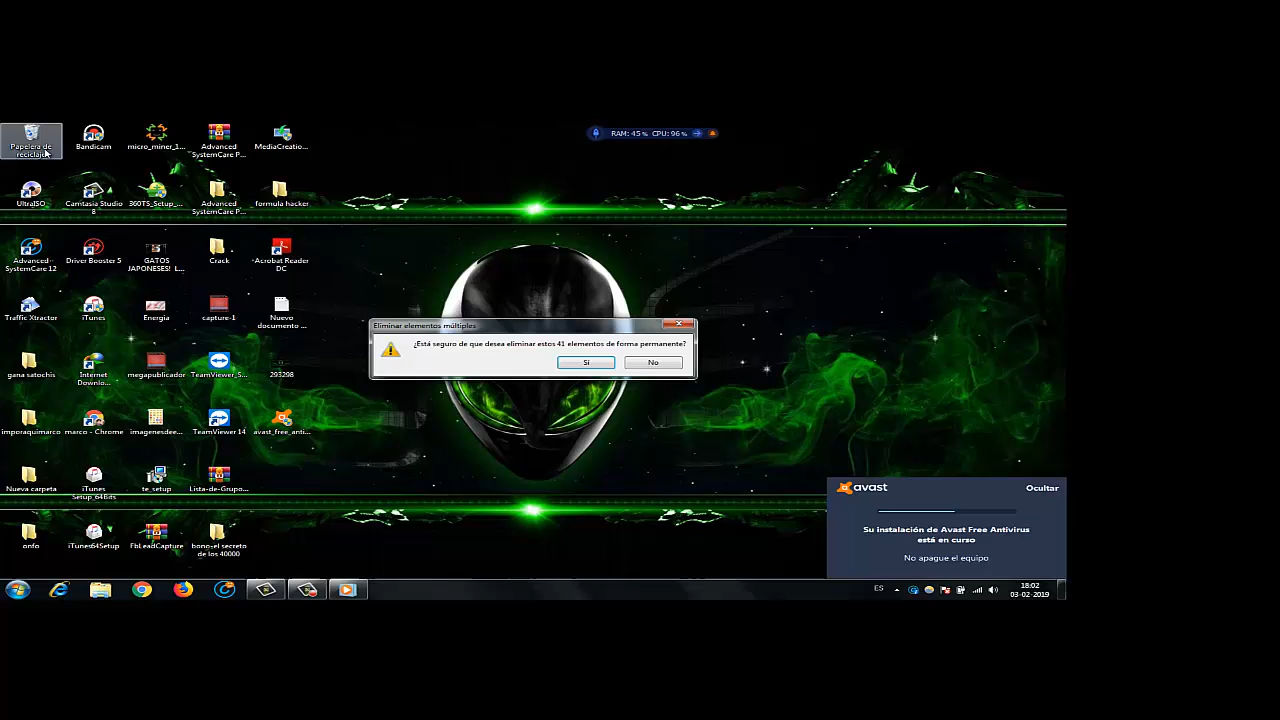 Papelera de
reciclaje
Bandicam
micro_miner_1...
Advanced
SystemCare P...
MediaCreatio...
RAM: 45 % CPU: 96 %
UltraISO
Camtasia Studio
8
360TS_Setup_...
Advanced
SystemCare P...
formula hacker
Advanced
SystemCare 12
Driver Booster 5
GATOS
JAPONESES! L...
Crack
Acrobat Reader
DC
Traffic Xtractor
iTunes
Energia
capture-1
Nuevo
documento ...
Eliminar elementos múltiples
¿Está seguro de que desea eliminar estos 41 elementos de forma permanente?
Sí
No
gana satochis
Internet
Downlo...
megapublicador
TeamViewer_S...
293298
imporaquimarco
marco - Chrome
imagenesdee...
TeamViewer 14
avast_free_anti...
Nueva carpeta
iTunes
Setup_64Bits
te_setup
Lista-de-Grupo...
onfo
iTunes64Setup
FbLeadCapture
bono-el secreto
de los 40000
avast
Ocultar
Su instalación de Avast Free Antivirus
está en curso
No apague el equipo
ES
18:02
03-02-2019